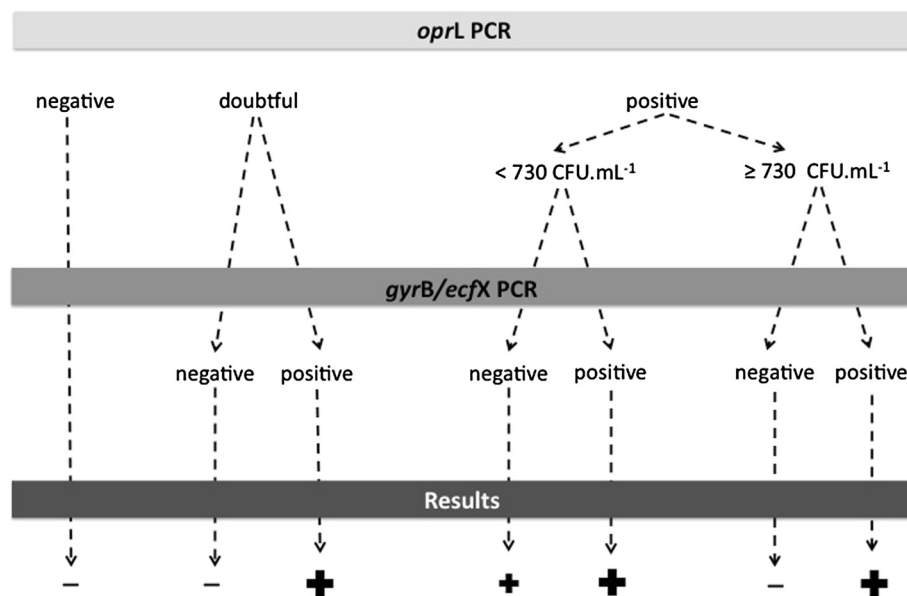 oprL PCR
negative doubtful positive
< 730 CFU.mL-1 ≥ 730 CFU.mL-1
gyrB/ecfX PCR
negative positive negative positive negative positive
Results
– – + + + – +